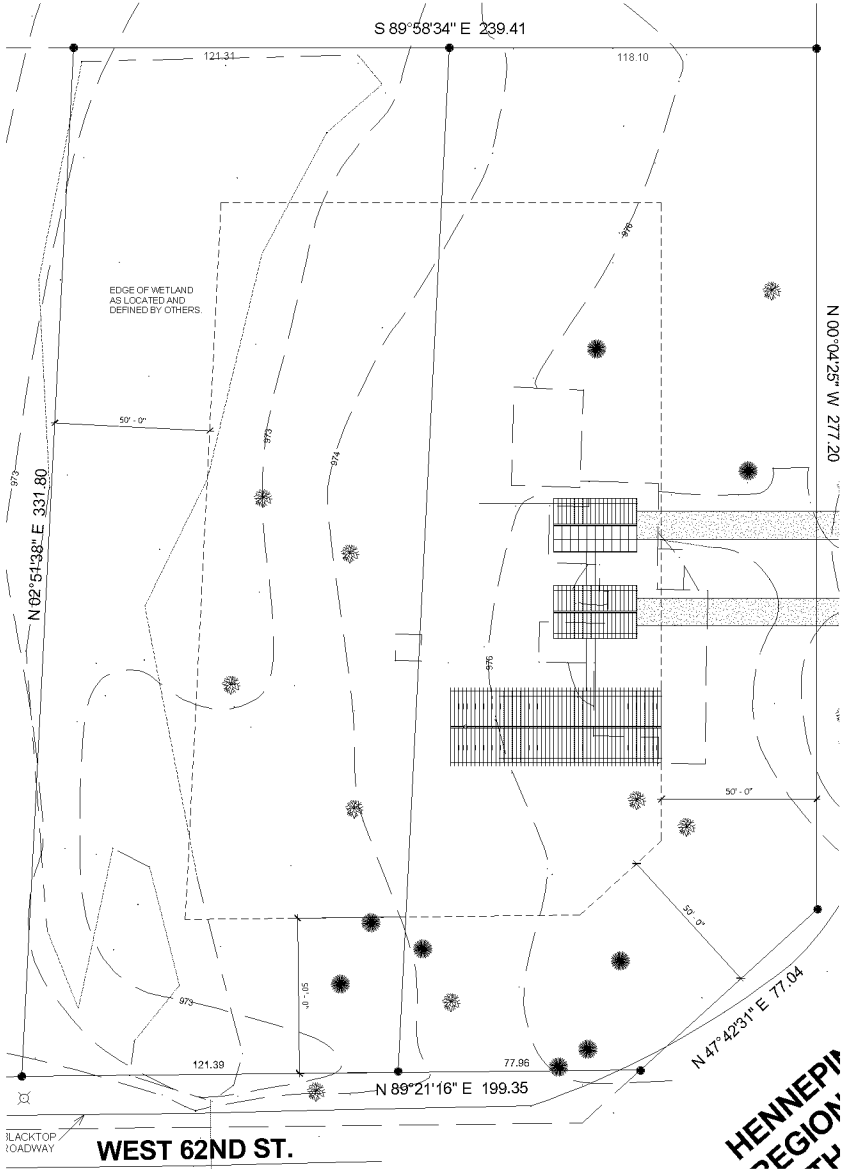 S 89°58'34" E 239.41
121.31
118.10
976
EDGE OF WETLAND
AS LOCATED AND
DEFINED BY OTHERS.
N 00°04'25" W 277.20
50' - 0"
973
974
973
N 02°51'38" E 331.80
976
50' - 0"
50' - 0"
50' - 0"
973
N 47°42'31" E 77.04
121.39
77.96
N 89°21'16" E 199.35
LACKTOP
ROADWAY
WEST 62ND ST.
HENNEPIN
REGION
TH